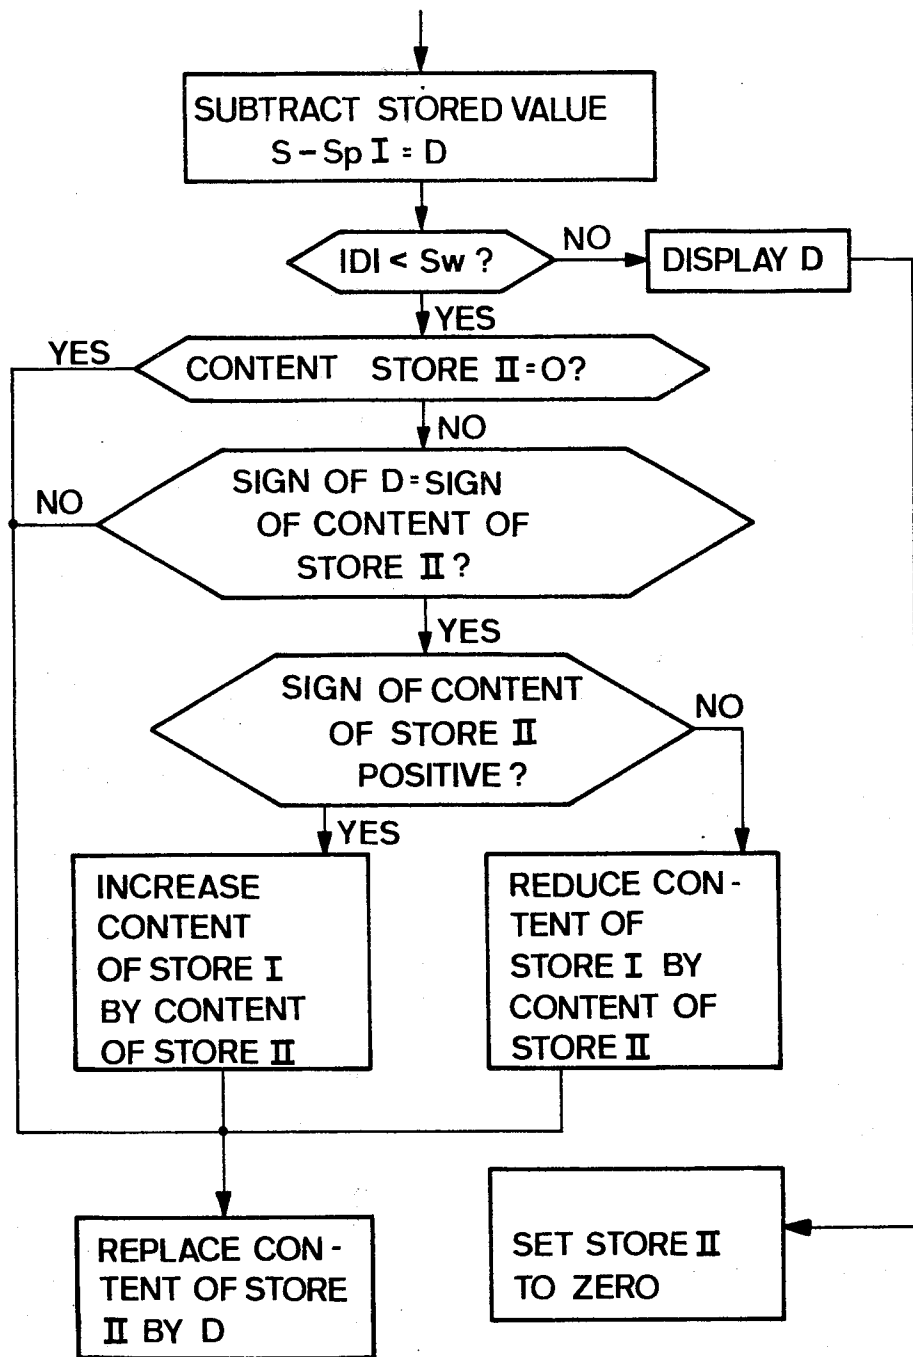 SUBTRACT STORED VALUE
S-Sp I = D
IDI < Sw ?
NO
DISPLAY D
YES
YES
CONTENT STORE II=O?
NO
SIGN OF D=SIGN
OF CONTENT OF
STORE II ?
NO
YES
SIGN OF CONTENT
OF STORE II
POSITIVE ?
NO
YES
INCREASE
CONTENT
OF STORE I
BY CONTENT
OF STORE II
REDUCE CON-
TENT OF
STORE I BY
CONTENT OF
STORE II
REPLACE CON-
TENT OF STORE
II BY D
SET STORE II
TO ZERO